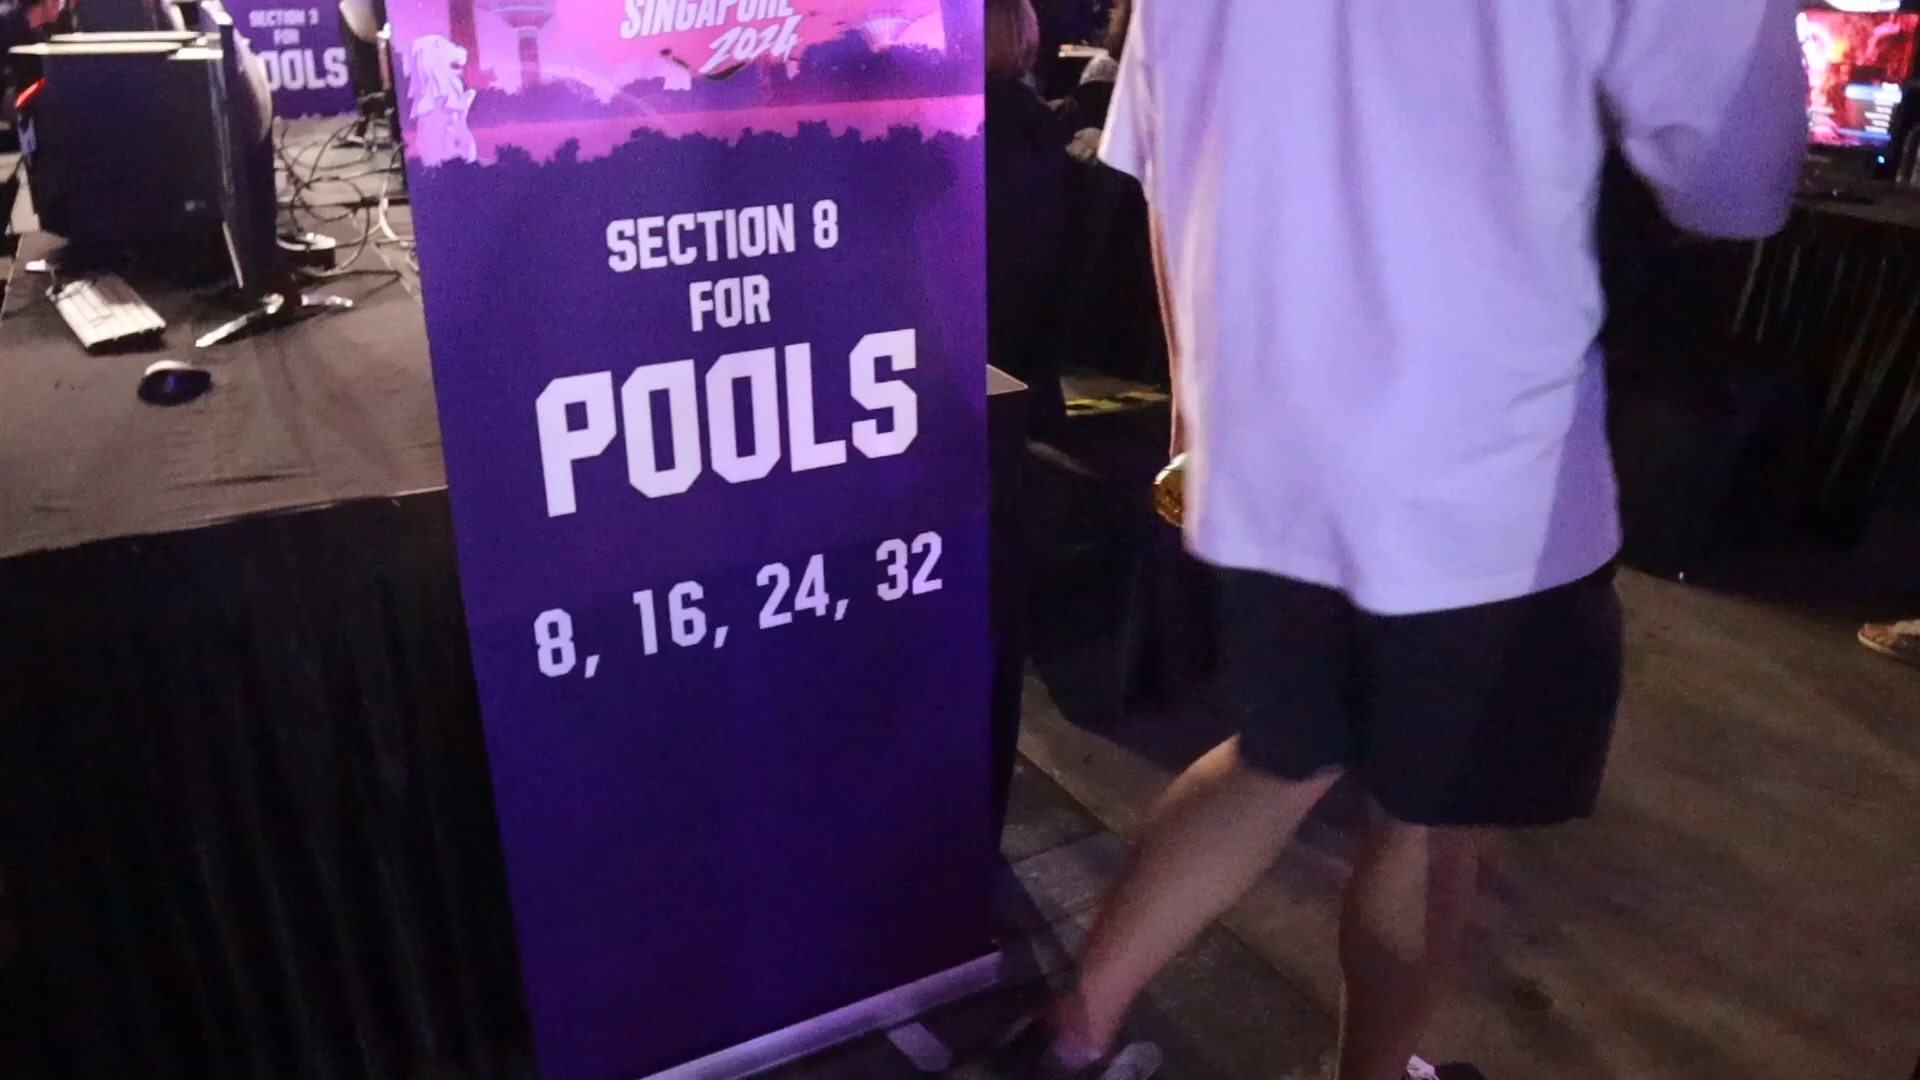 SINGAPORE
2024
SECTION 8
FOR
POOLS
8, 16, 24, 32
SECTION 3
FOR
POOLS